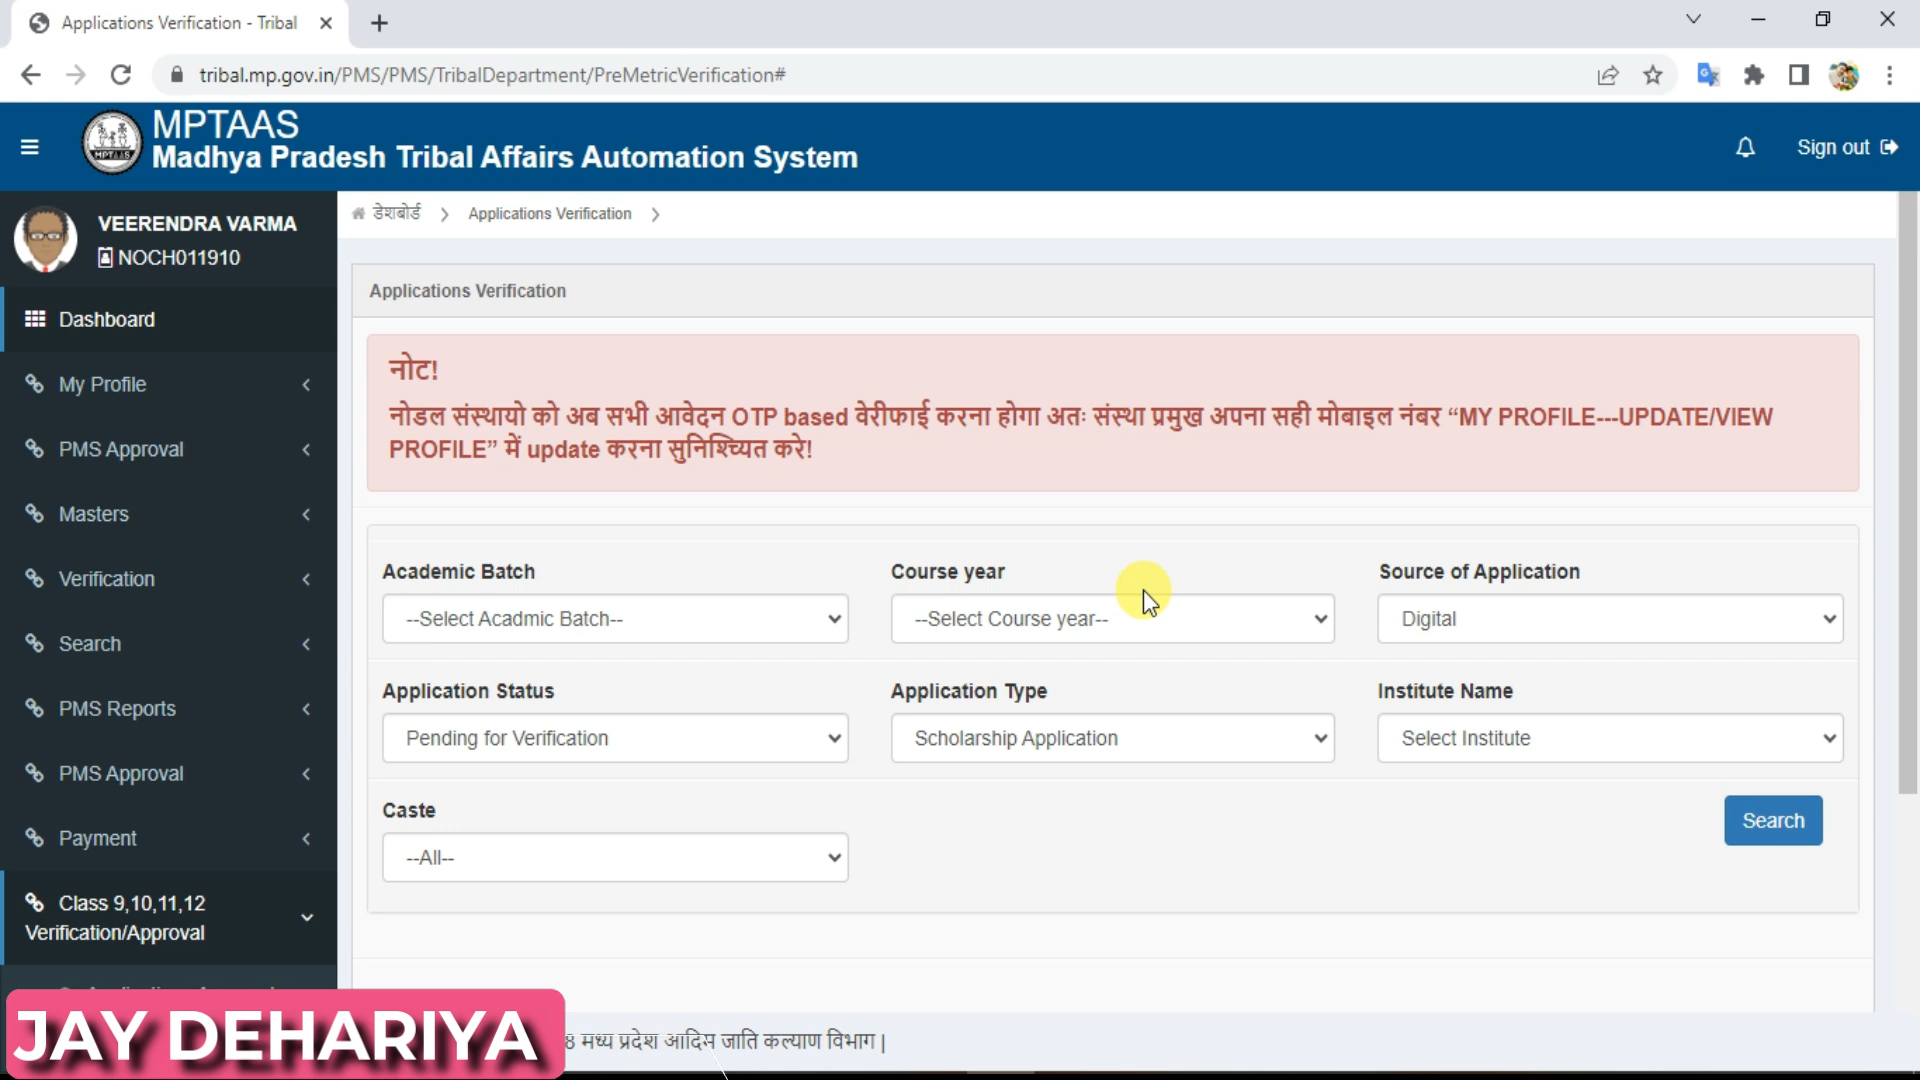 Applications Verification - Tribal
tribal.mp.gov.in/PMS/PMS/TribalDepartment/PreMetricVerification#
MPTAAS
Madhya Pradesh Tribal Affairs Automation System
Sign out
VEERENDRA VARMA
NOCH011910
Dashboard
My Profile
PMS Approval
Masters
Verification
Search
PMS Reports
PMS Approval
Payment
Class 9,10,11,12
Verification/Approval
डेशबोर्ड > Applications Verification >
Applications Verification
नोट!
नोडल संस्थायो को अब सभी आवेदन OTP based वेरीफाई करना होगा अतः संस्था प्रमुख अपना सही मोबाइल नंबर “MY PROFILE---UPDATE/VIEW
PROFILE” में update करना सुनिश्च्यित करे!
Academic Batch Course year Source of Application
--Select Acadmic Batch-- --Select Course year-- Digital
Application Status Application Type Institute Name
Pending for Verification Scholarship Application Select Institute
Caste
--All--
Search
JAY DEHARIYA
8 मध्य प्रदेश आदिम जाति कल्याण विभाग |